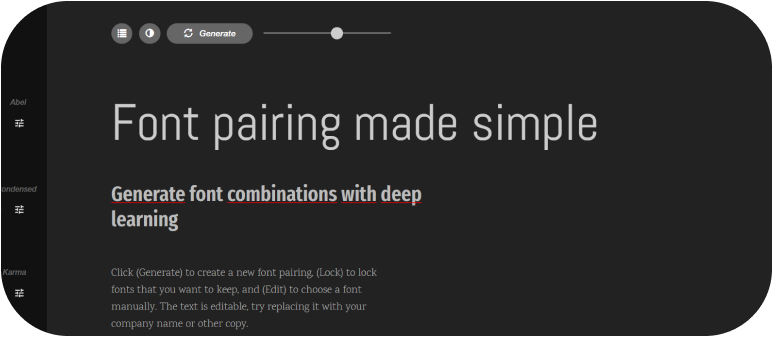 Generate
Abel
Font pairing made simple
ondensed
Generate font combinations with deep
learning
Karma
Click (Generate) to create a new font pairing, (Lock) to lock
fonts that you want to keep, and (Edit) to choose a font
manually. The text is editable, try replacing it with your
company name or other copy.